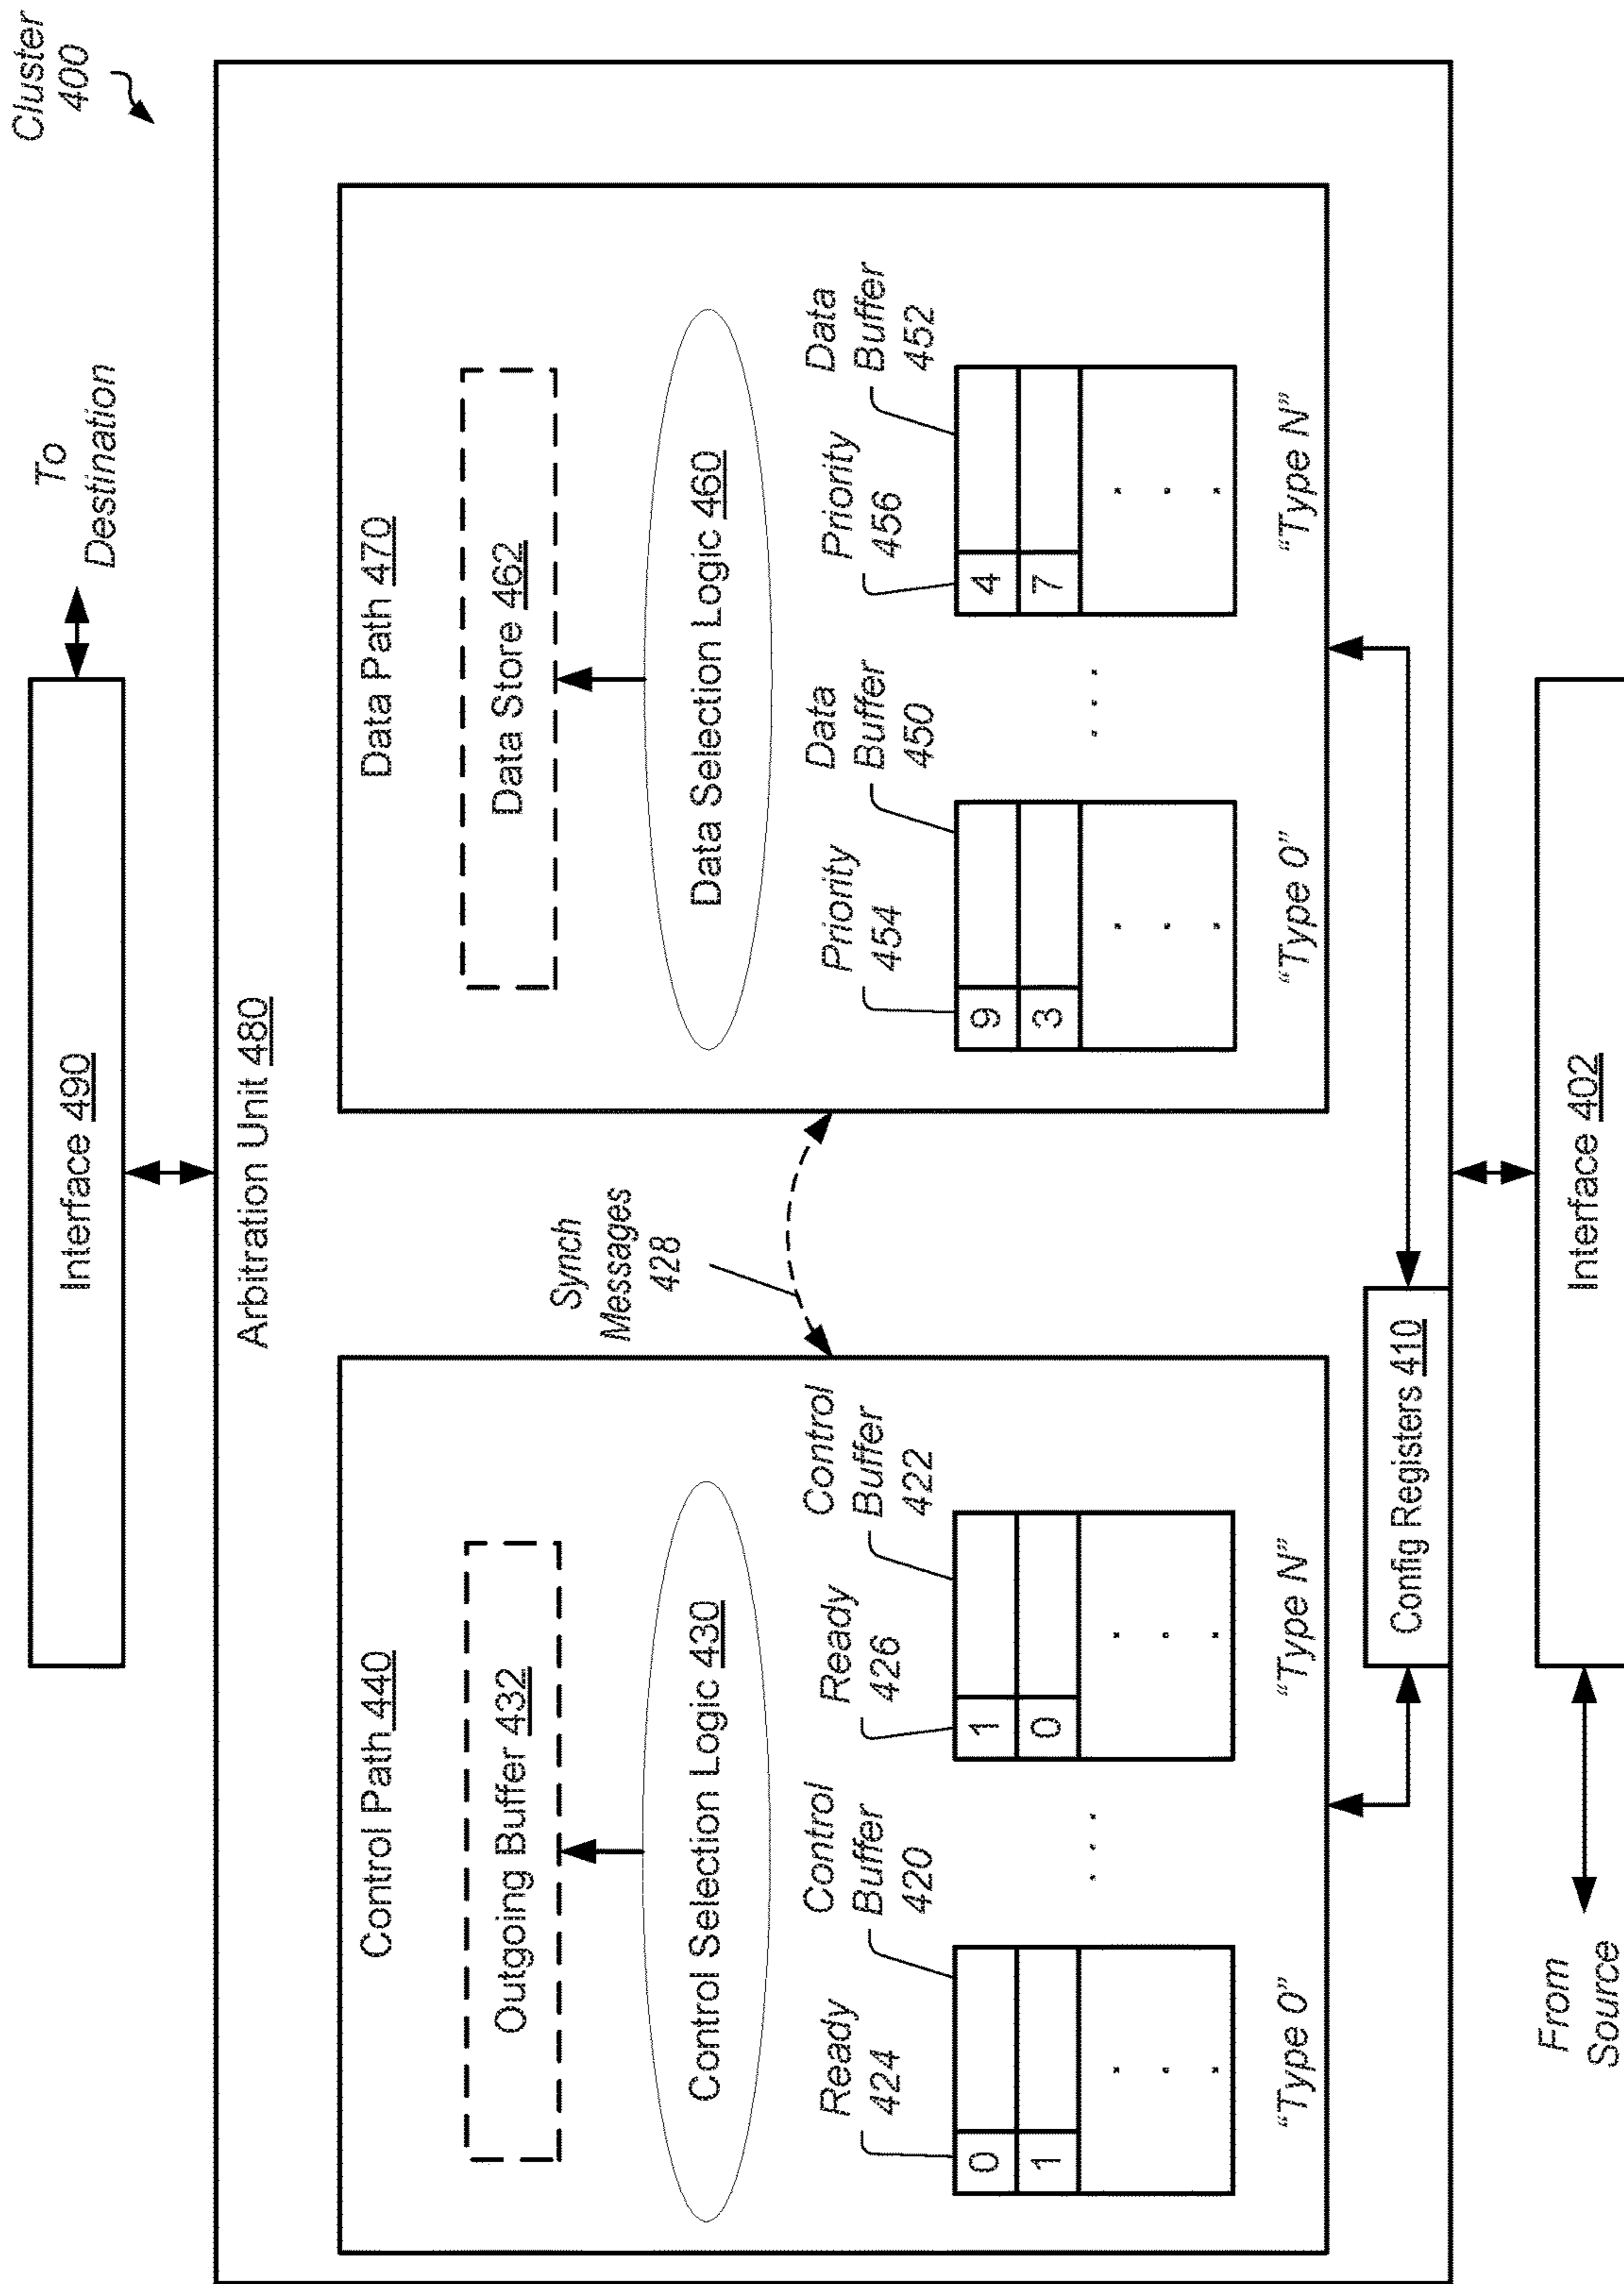 Cluster
400
To
Destination
Interface 490
Arbitration Unit 480
Control Path 440
Outgoing Buffer 432
Control Selection Logic 430
Ready
424
Control
Buffer
420
Ready
426
Control
Buffer
422
0
1
1
0
. . .
"Type 0"
"Type N"
Synch
Messages
428
Data Path 470
Data Store 462
Data Selection Logic 460
Priority
454
Data
Buffer
450
Priority
456
Data
Buffer
452
9
3
4
7
. . .
“Type 0”
“Type N”
Config Registers 410
Interface 402
From
Source